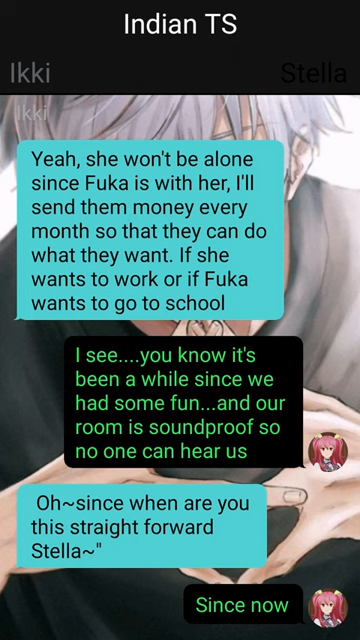 Indian TS
Ikki
Stella
Ikki
Yeah, she won't be alone
since Fuka is with her, I'll
send them money every
month so that they can do
what they want. If she
wants to work or if Fuka
wants to go to school
I see....you know it's
been a while since we
had some fun...and our
room is soundproof so
no one can hear us
Oh~since when are you
this straight forward
Stella~"
Since now